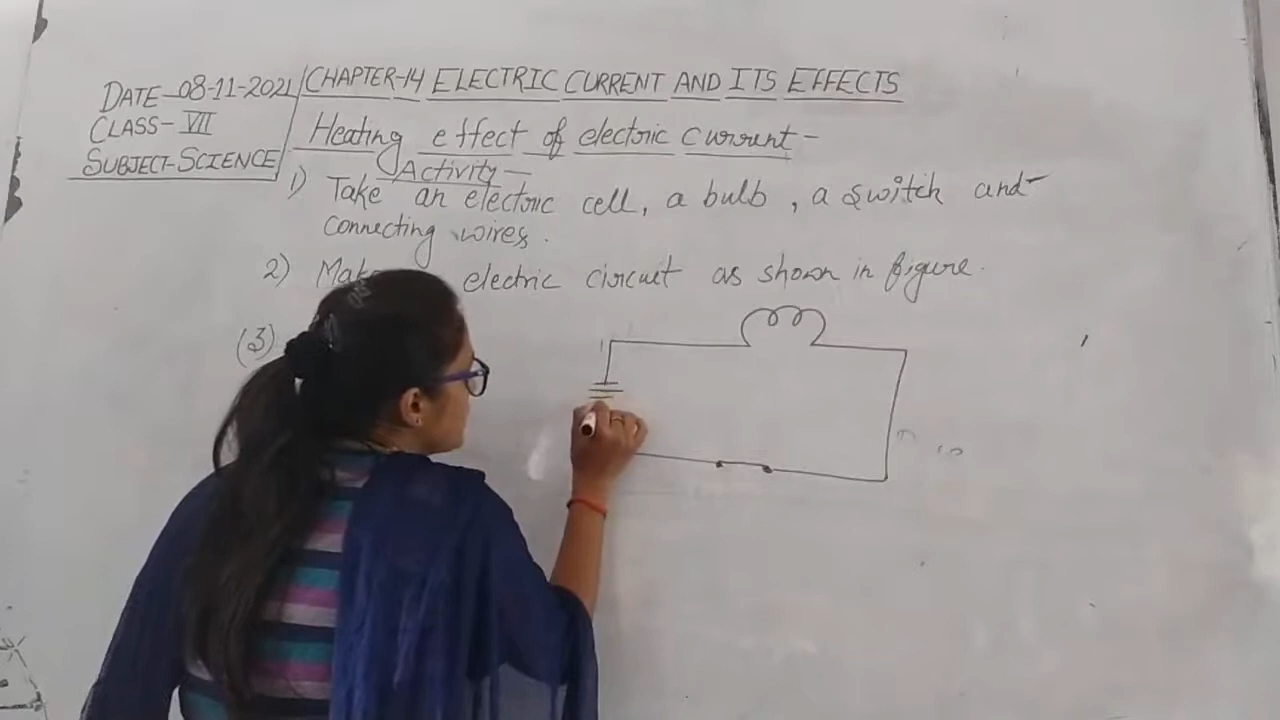 DATE-08-11-2021
CLASS-VII
SUBJECT-SCIENCE
CHAPTER-14 ELECTRIC CURRENT AND ITS EFFECTS
Heating effect of electric current-
Activity-
1) Take an electric cell, a bulb, a switch and-
connecting wires.
2) electric circuit as shown in figure.
(3)